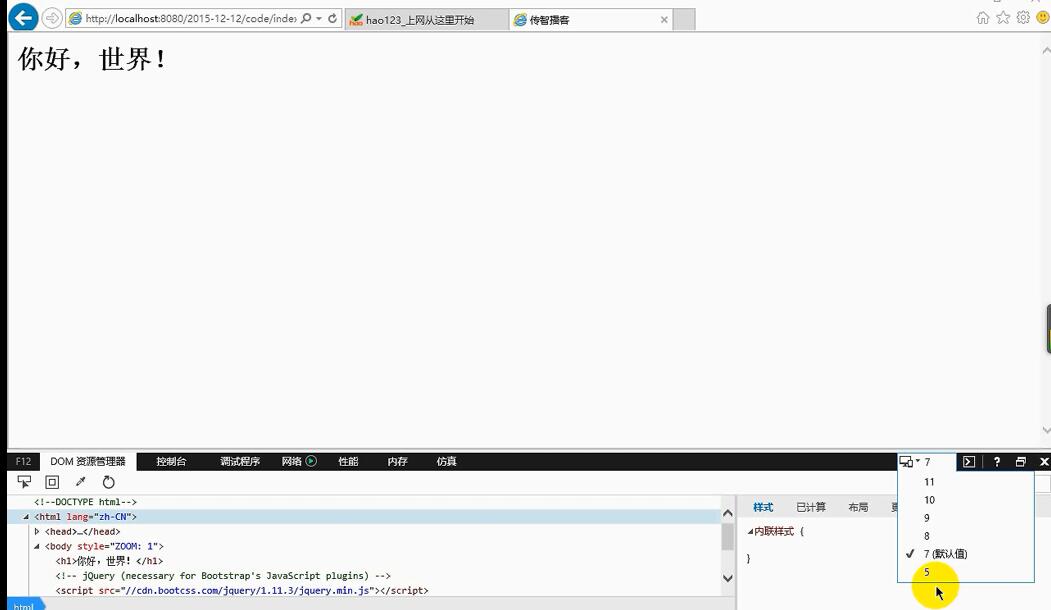 http://localhost:8080/2015-12-12/code/index
hao123_上网从这里开始
传智播客
你好，世界！
F12 DOM 资源管理器 控制台 调试程序 网络 性能 内存 仿真 7
11
10
9
8
7 (默认值)
5
<!--DOCTYPE html-->
<html lang="zh-CN">
<head>…</head>
<body style="ZOOM: 1">
<h1>你好，世界！</h1>
<!-- jQuery (necessary for Bootstrap's JavaScript plugins) -->
<script src="//cdn.bootcss.com/jquery/1.11.3/jquery.min.js"></script>
html
样式 已计算 布局
内联样式 {
}